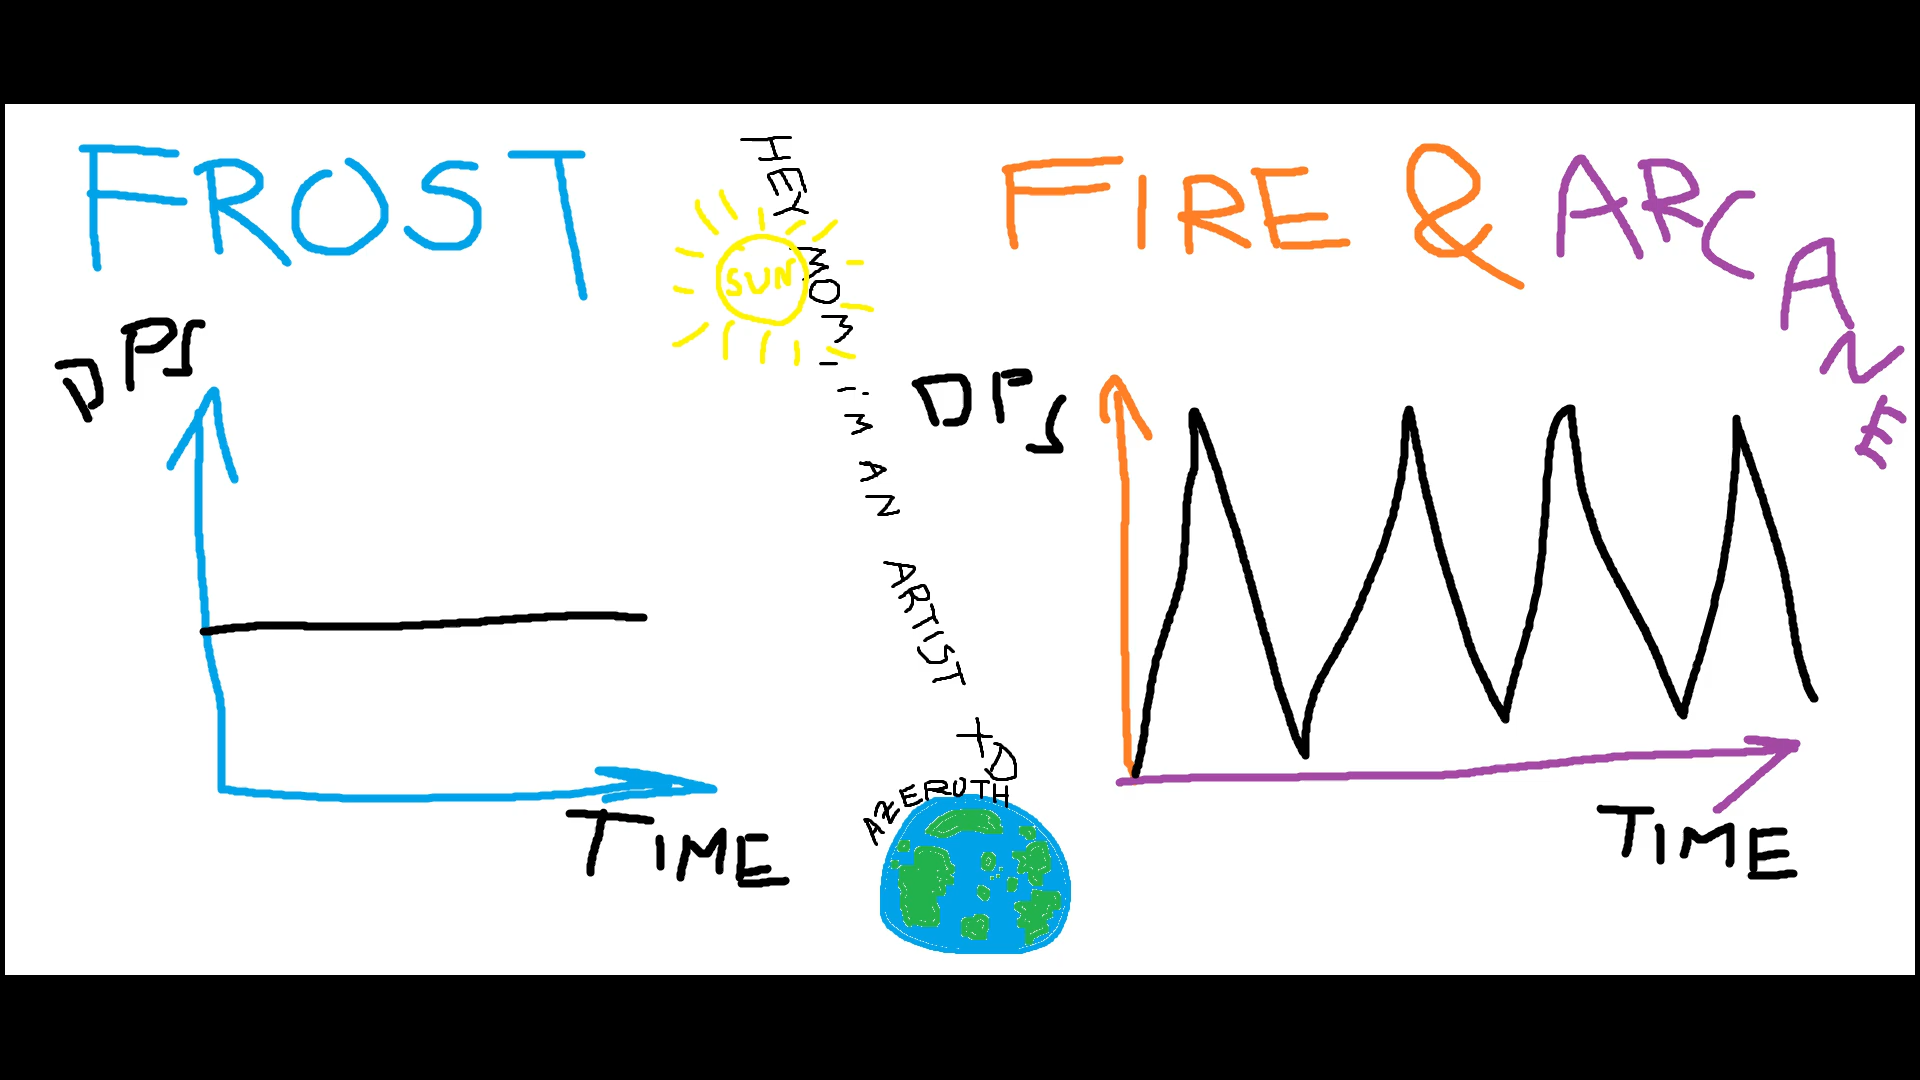 FROST
HEY MOM! i'M AN ARTIST XD
SUN
FIRE & ARCANE
DPS
DPS
TIME
TIME
AZEROTH